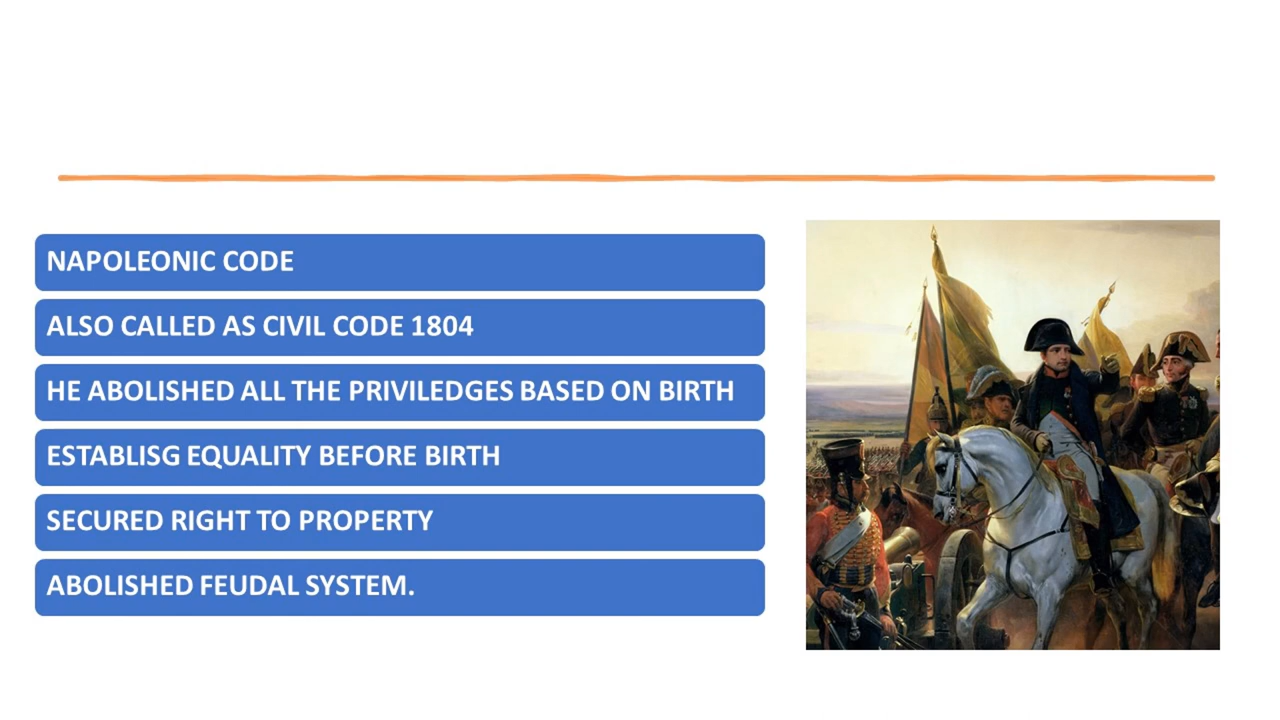 NAPOLEONIC CODE
ALSO CALLED AS CIVIL CODE 1804
HE ABOLISHED ALL THE PRIVILEDGES BASED ON BIRTH
ESTABLISG EQUALITY BEFORE BIRTH
SECURED RIGHT TO PROPERTY
ABOLISHED FEUDAL SYSTEM.